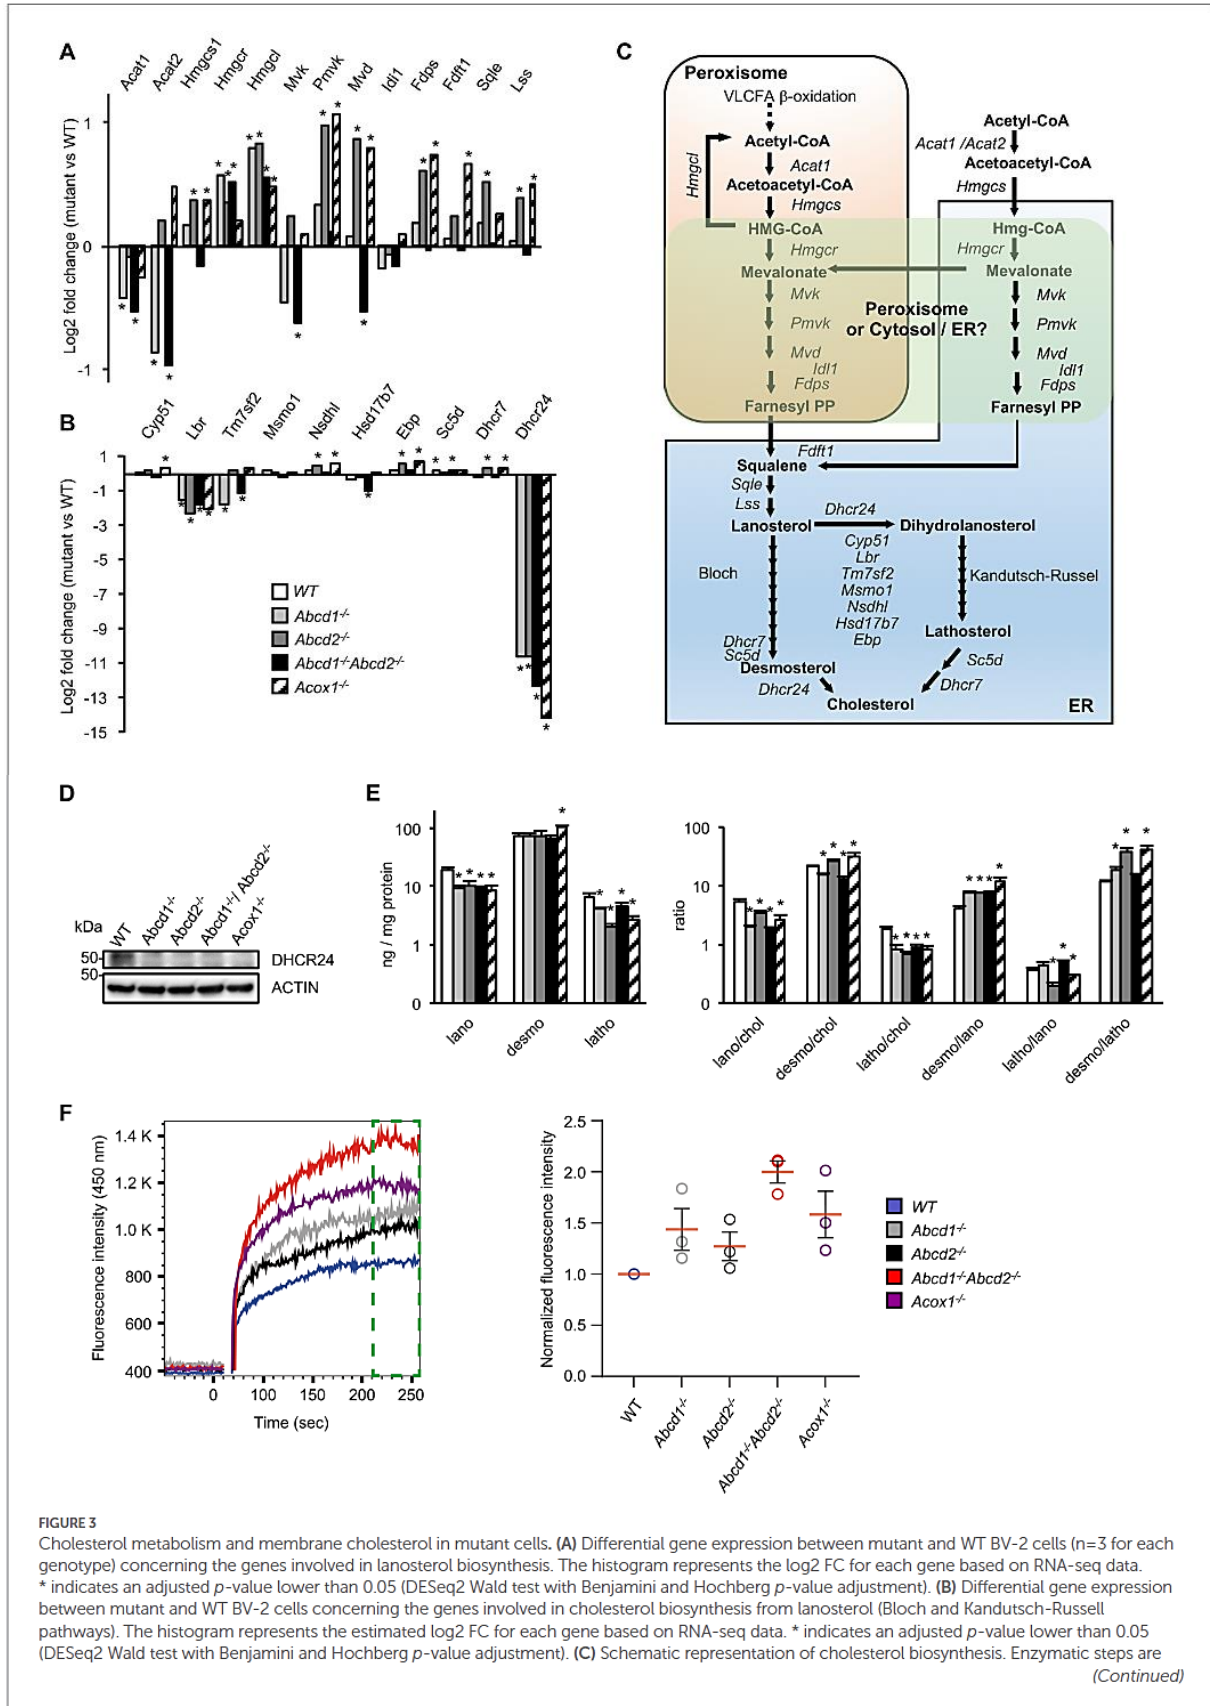 A
Acat1
Acat2
Hmgcs1
Hmgcr
Hmgcl
Mvk
Pmvk
Mvd
Idl1
Fdps
Fdft1
Sqle
Lss
Log2 fold change (mutant vs WT)
1
0
-1
B
Cyp51
Lbr
Tm7sf2
Msmo1
Nsdhl
Hsd17b7
Ebp
Sc5d
Dhcr7
Dhcr24
Log2 fold change (mutant vs WT)
1
-1
-3
-5
-7
-9
-11
-13
-15
WT
Abcd1-/-
Abcd2-/-
Abcd1-/-Abcd2-/-
Acox1-/-
C
Peroxisome
VLCFA β-oxidation
Acetyl-CoA
Acat1
Acetoacetyl-CoA
Hmgcs
Hmgcl
HMG-CoA
Hmgcr
Mevalonate
Mvk
Pmvk
Mvd
Idl1
Fdps
Farnesyl PP
Acetyl-CoA
Acat1 /Acat2
Acetoacetyl-CoA
Hmgcs
Hmg-CoA
Hmgcr
Mevalonate
Mvk
Peroxisome
or Cytosol / ER?
Pmvk
Mvd
Idl1
Fdps
Farnesyl PP
Fdft1
Squalene
Sqle
Lss
Lanosterol
Dhcr24
Dihydrolanosterol
Cyp51
Lbr
Tm7sf2
Msmo1
Nsdhl
Hsd17b7
Ebp
Bloch
Kandutsch-Russel
Lathosterol
Dhcr7
Sc5d
Desmosterol
Dhcr24
Sc5d
Dhcr7
Cholesterol
ER
D
kDa
WT
Abcd1-/-
Abcd2-/-
Abcd1-/-/ Abcd2-/-
Acox1-/-
50
DHCR24
50
ACTIN
E
ng / mg protein
100
10
1
0
lano
desmo
latho
ratio
100
10
1
0
lano/chol
desmo/chol
latho/chol
desmo/lano
latho/lano
desmo/latho
F
Fluorescence intensity (450 nm)
1.4 K
1.2 K
1.0 K
800
600
400
0
100
150
200
250
Time (sec)
Normalized fluorescence intensity
2.5
2.0
1.5
1.0
0.5
0.0
WT
Abcd1-/-
Abcd2-/-
Abcd1-/-Abcd2-/-
Acox1-/-
WT
Abcd1-/-
Abcd2-/-
Abcd1-/-Abcd2-/-
Acox1-/-
FIGURE 3
Cholesterol metabolism and membrane cholesterol in mutant cells. (A) Differential gene expression between mutant and WT BV-2 cells (n=3 for each
genotype) concerning the genes involved in lanosterol biosynthesis. The histogram represents the log2 FC for each gene based on RNA-seq data.
* indicates an adjusted p-value lower than 0.05 (DESeq2 Wald test with Benjamini and Hochberg p-value adjustment). (B) Differential gene expression
between mutant and WT BV-2 cells concerning the genes involved in cholesterol biosynthesis from lanosterol (Bloch and Kandutsch-Russell
pathways). The histogram represents the estimated log2 FC for each gene based on RNA-seq data. * indicates an adjusted p-value lower than 0.05
(DESeq2 Wald test with Benjamini and Hochberg p-value adjustment). (C) Schematic representation of cholesterol biosynthesis. Enzymatic steps are
(Continued)